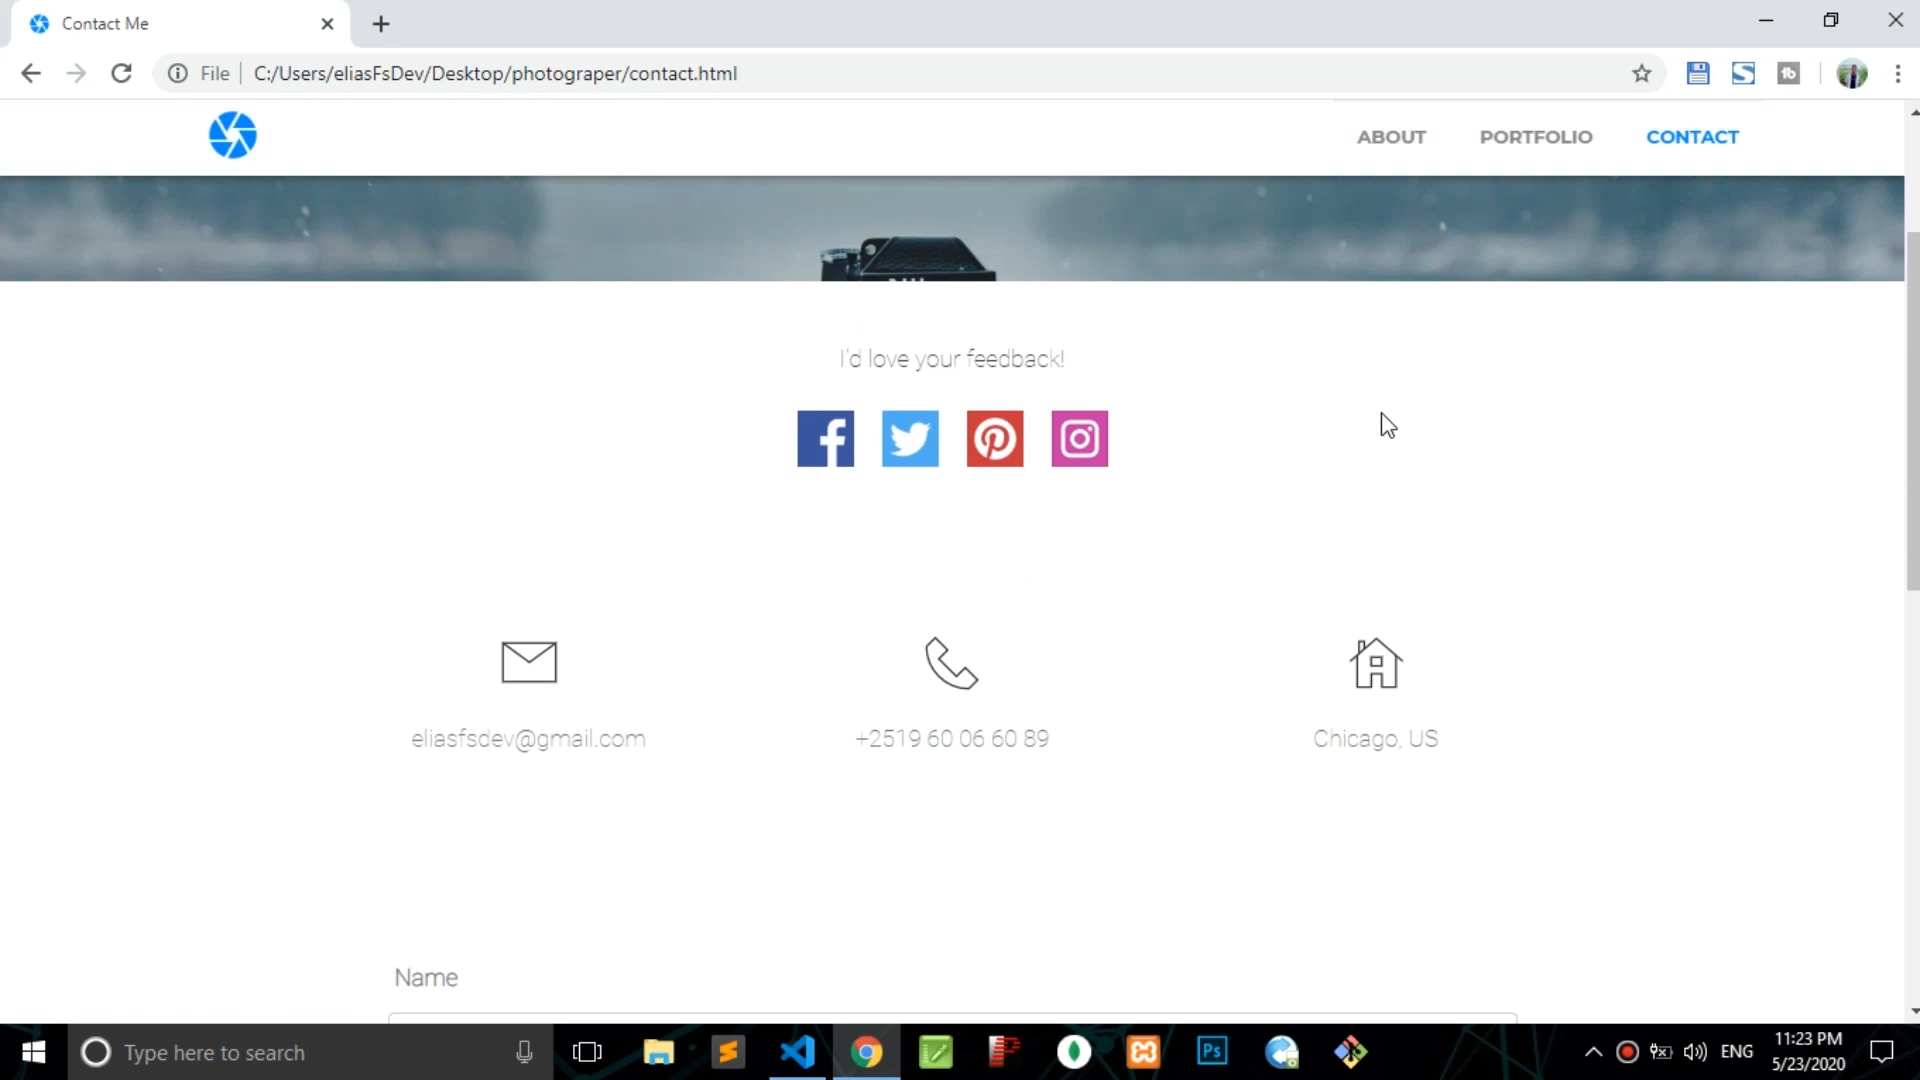 Contact Me
File C:/Users/eliasFsDev/Desktop/photograper/contact.html
ABOUT PORTFOLIO CONTACT
I'd love your feedback!
eliasfsdev@gmail.com +2519 60 06 60 89 Chicago, US
Name
Type here to search
Ps
ENG
11:23 PM
5/23/2020